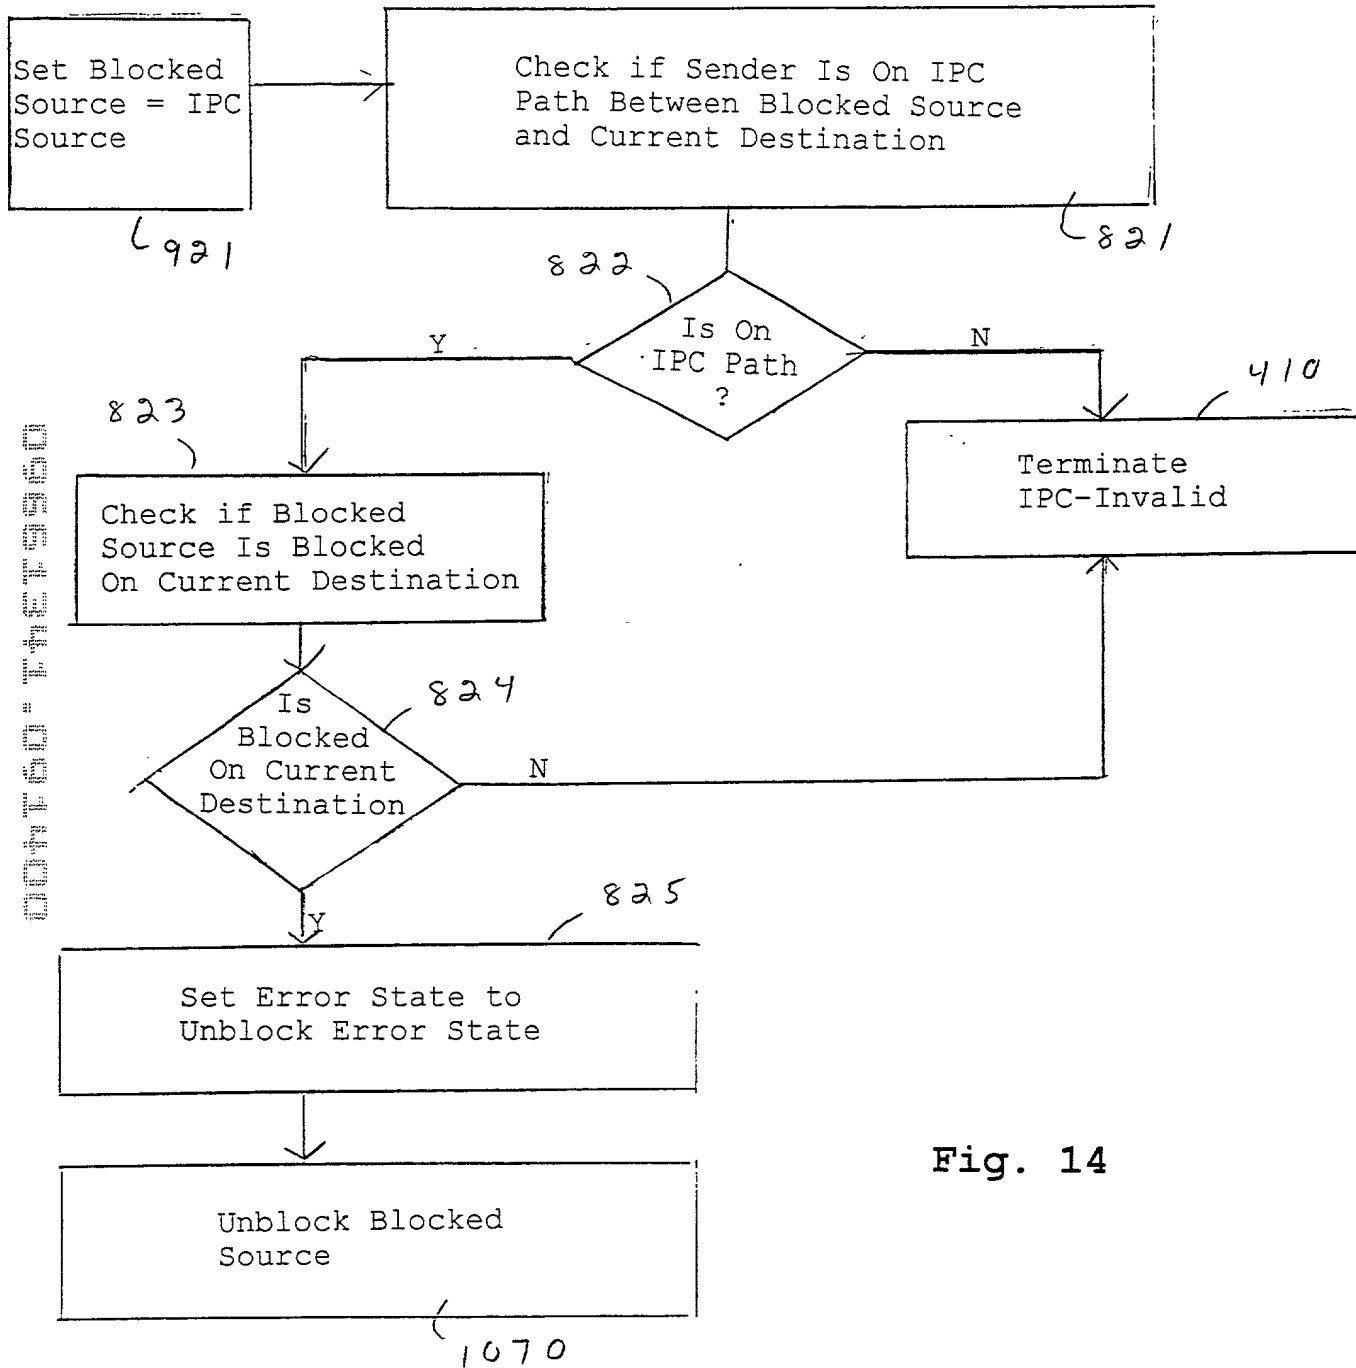 Set Blocked
Source = IPC
Source
921
Check if Sender Is On IPC
Path Between Blocked Source
and Current Destination
821
822
Is On
IPC Path
?
Y
N
410
Terminate
IPC-Invalid
823
Check if Blocked
Source Is Blocked
On Current Destination
824
Is
Blocked
On Current
Destination
N
Y
825
Set Error State to
Unblock Error State
Unblock Blocked
Source
1070
Fig. 14